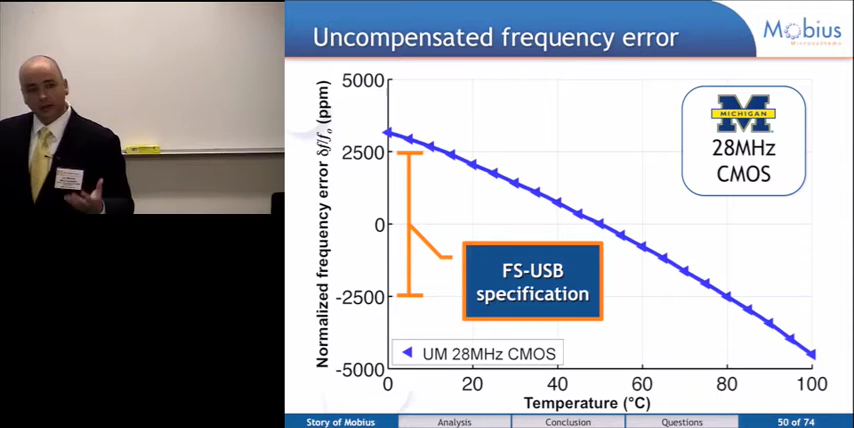 Uncompensated frequency error
Mobius
Microsystems
Normalized frequency error δf/fo (ppm)
5000
2500
0
-2500
-5000
MICHIGAN
28MHz
CMOS
FS-USB
specification
UM 28MHz CMOS
0 20 40 60 80 100
Temperature (°C)
Story of Mobius Analysis Conclusion Questions 50 of 74